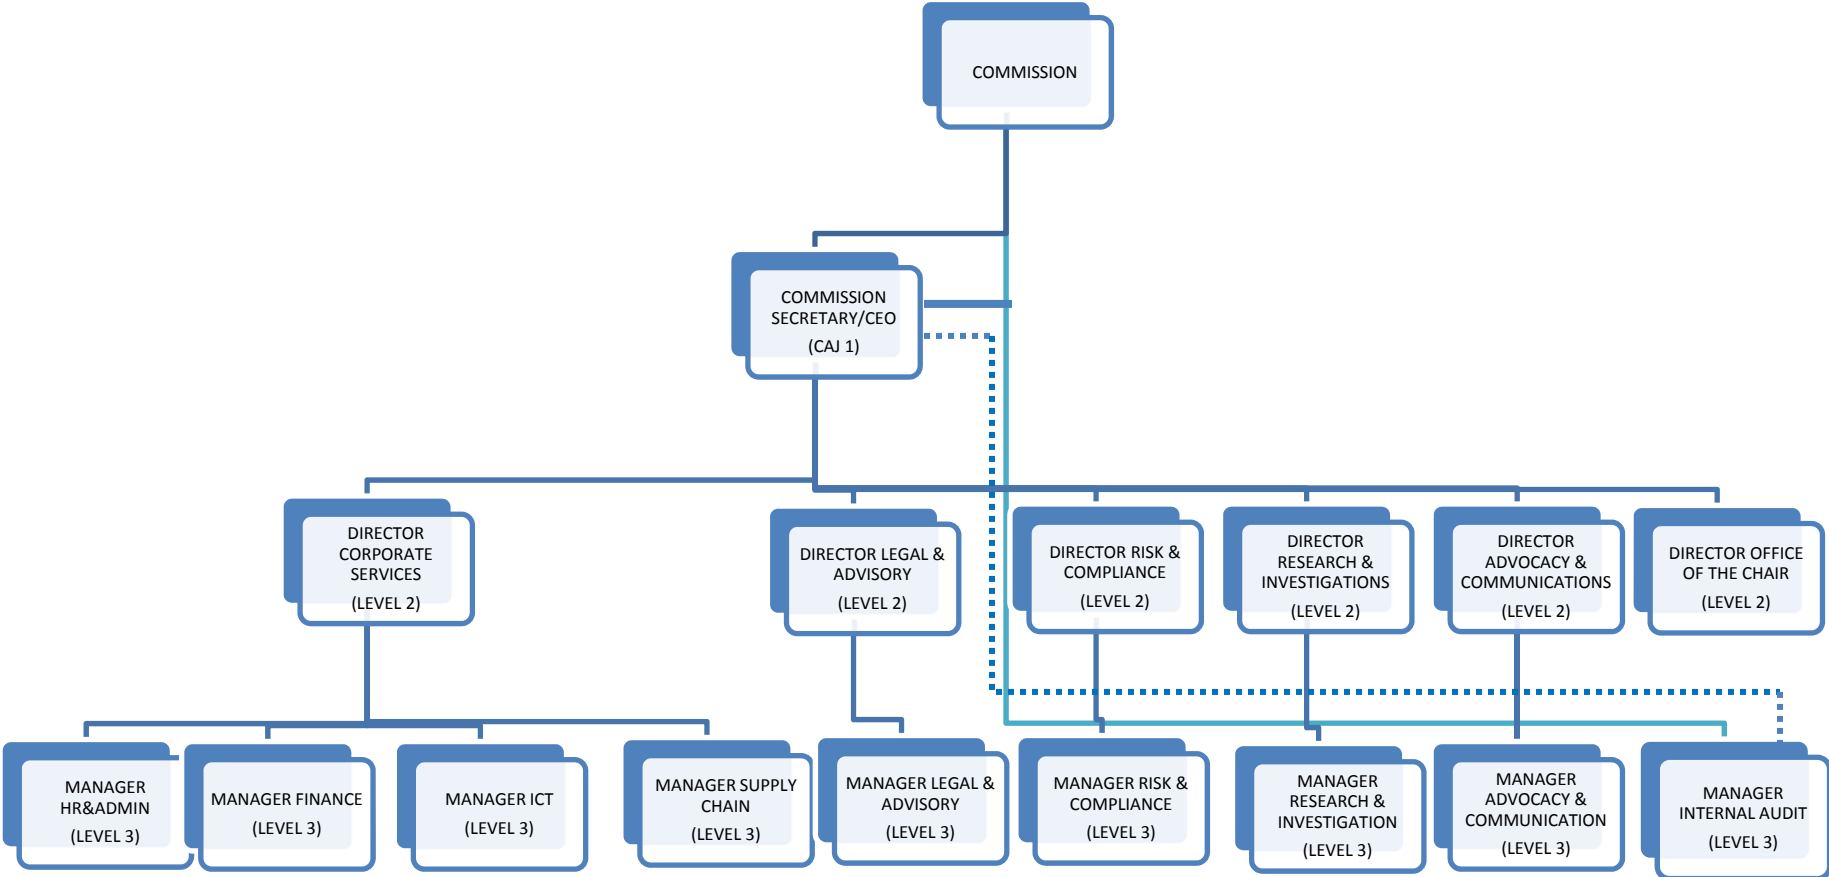 COMMISSION
COMMISSION
SECRETARY/CEO
(CAJ 1)
DIRECTOR
CORPORATE
SERVICES
(LEVEL 2)
DIRECTOR LEGAL &
ADVISORY
(LEVEL 2)
DIRECTOR RISK &
COMPLIANCE
(LEVEL 2)
DIRECTOR
RESEARCH &
INVESTIGATIONS
(LEVEL 2)
DIRECTOR
ADVOCACY &
COMMUNICATIONS
(LEVEL 2)
DIRECTOR OFFICE
OF THE CHAIR
(LEVEL 2)
MANAGER
HR&ADMIN
(LEVEL 3)
MANAGER FINANCE
(LEVEL 3)
MANAGER ICT
(LEVEL 3)
MANAGER SUPPLY
CHAIN
(LEVEL 3)
MANAGER LEGAL &
ADVISORY
(LEVEL 3)
MANAGER RISK &
COMPLIANCE
(LEVEL 3)
MANAGER
RESEARCH &
INVESTIGATION
(LEVEL 3)
MANAGER
ADVOCACY &
COMMUNICATION
(LEVEL 3)
MANAGER
INTERNAL AUDIT
(LEVEL 3)